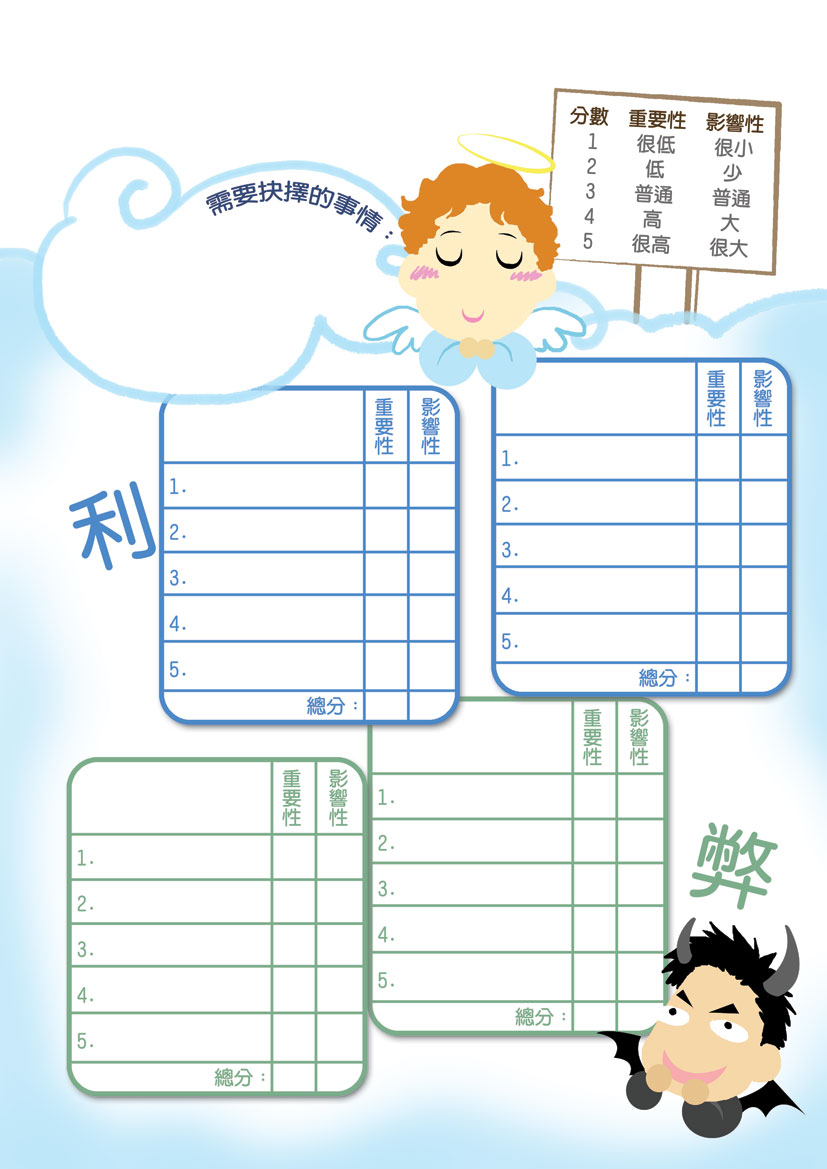 需要抉擇的事情：
分數 重要性 影響性
1 很低 很小
2 低 少
3 普通 普通
4 高 大
5 很高 很大
利
重要性 影響性
1.
2.
3.
4.
5.
總分：
重要性 影響性
1.
2.
3.
4.
5.
總分：
弊
重要性 影響性
1.
2.
3.
4.
5.
總分：
重要性 影響性
1.
2.
3.
4.
5.
總分：